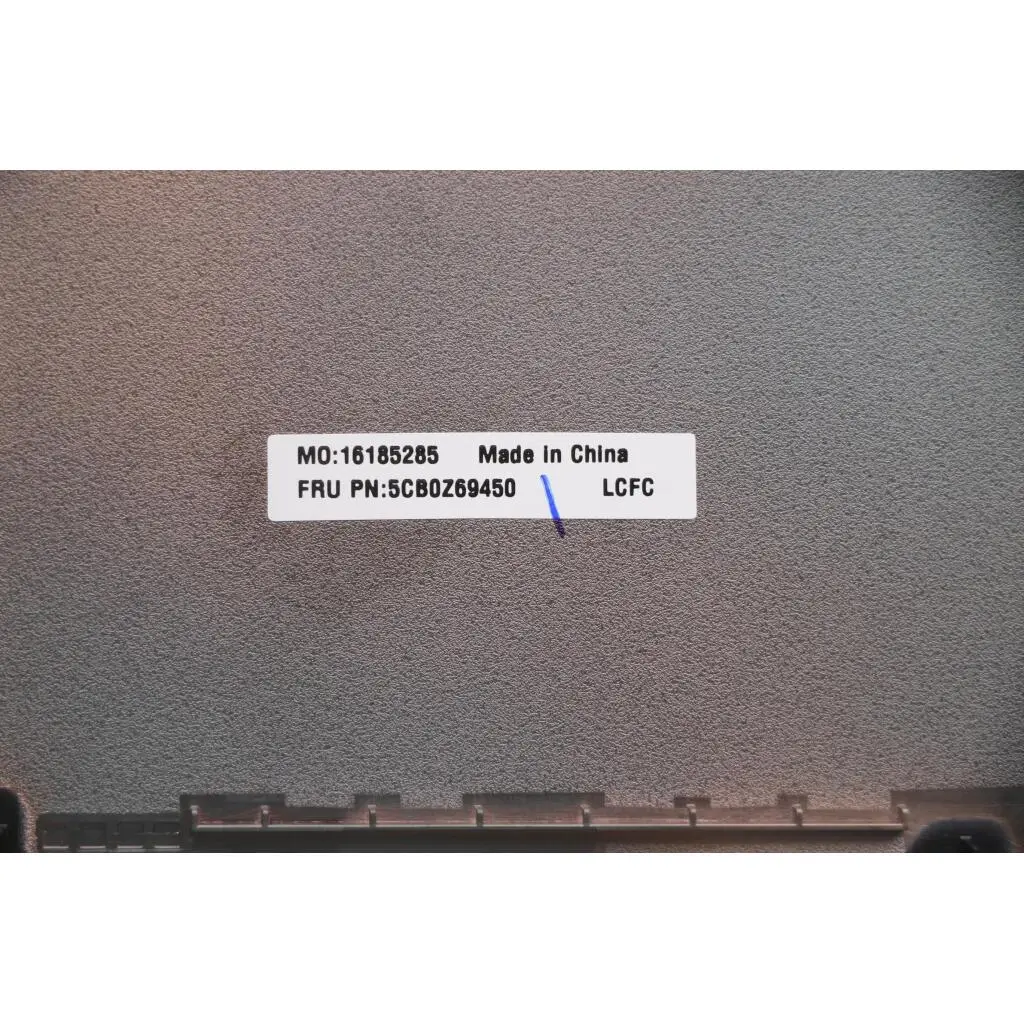 MO:16185285 Made in China
FRU PN:5CB0Z69450 LCFC